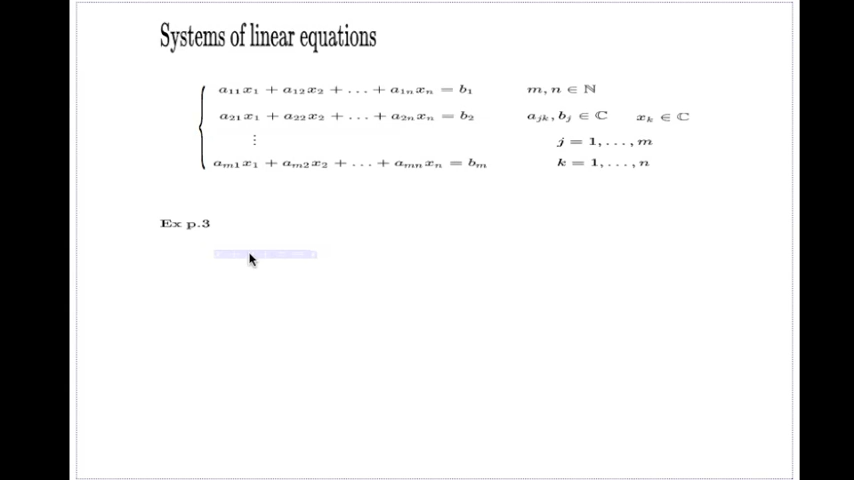 Systems of linear equations
a₁₁x₁ + a₁₂x₂ + … + a₁ₙxₙ = b₁ m, n ∈ ℕ
a₂₁x₁ + a₂₂x₂ + … + a₂ₙxₙ = b₂ aⱼₖ, bⱼ ∈ ℂ xₖ ∈ ℂ
⋮ j = 1, …, m
aₘ₁x₁ + aₘ₂x₂ + … + aₘₙxₙ = bₘ k = 1, …, n
Ex p.3